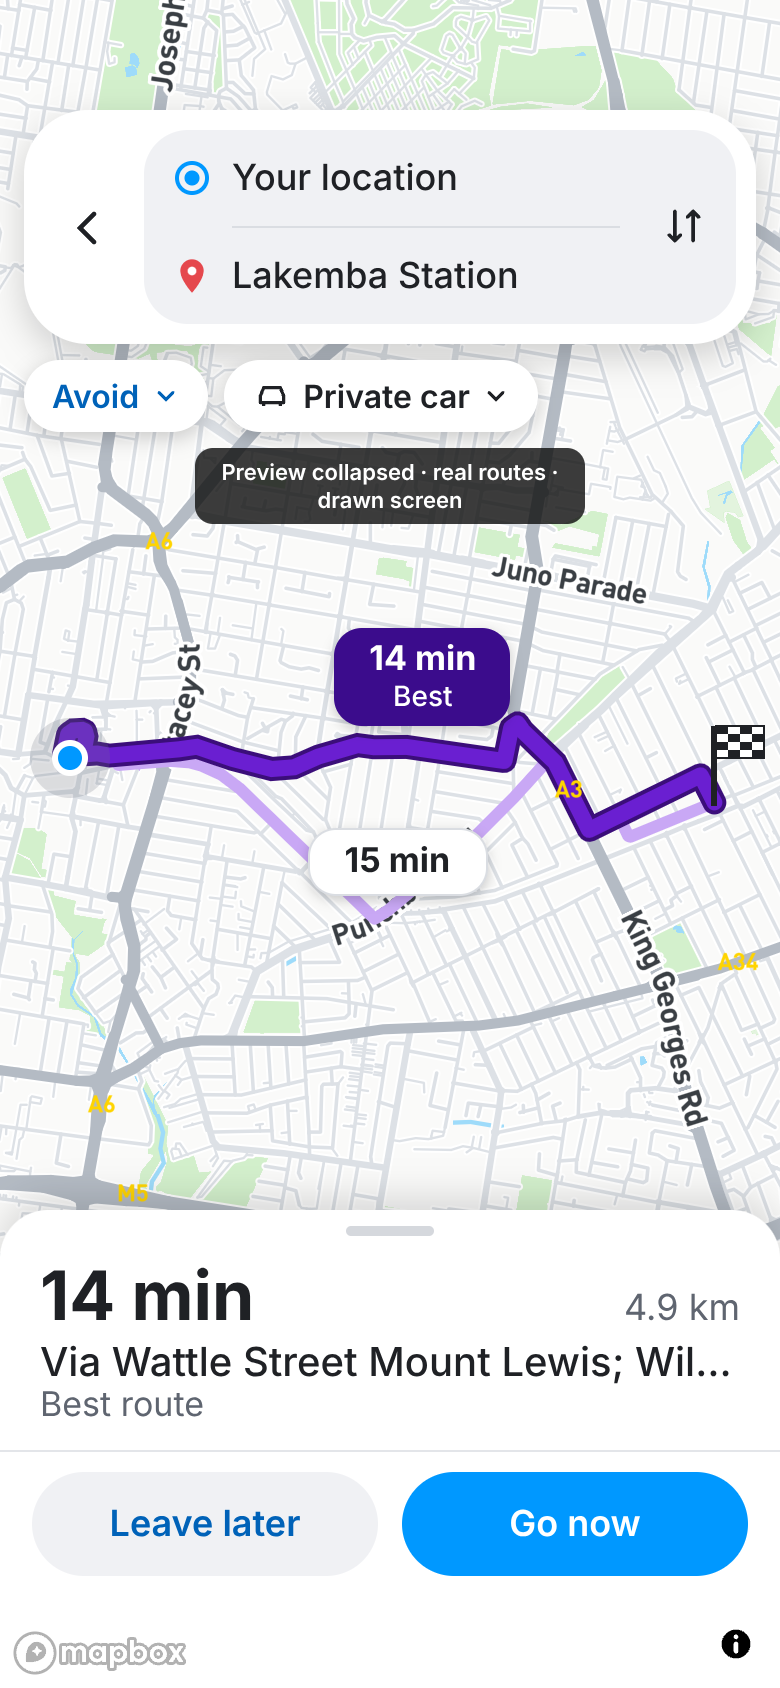 Joseph
Your location
Lakemba Station
Avoid
Private car
Preview collapsed · real routes ·
drawn screen
A6
Juno Parade
acey St
14 min
Best
A3
15 min
King Georges Rd
A34
A6
M5
14 min
4.9 km
Via Wattle Street Mount Lewis; Wil...
Best route
Leave later
Go now
mapbox